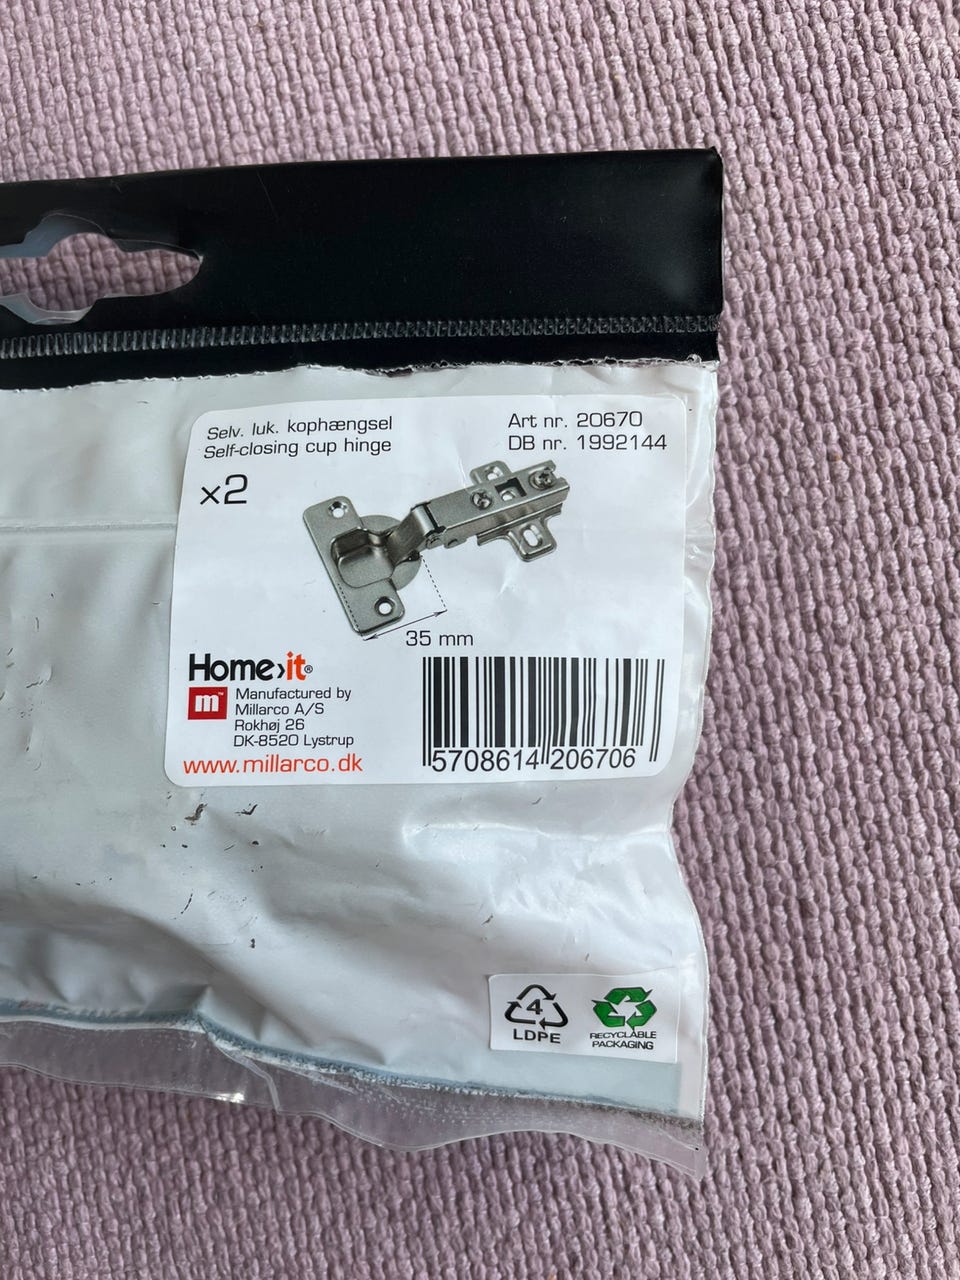 Selv. luk. kophængsel
Self-closing cup hinge
Art nr. 20670
DB nr. 1992144
x2
35 mm
Home›it®
m™
Manufactured by
Millarco A/S
Rokhøj 26
DK-8520 Lystrup
www.millarco.dk
5708614 206706
4
LDPE
RECYCLABLE
PACKAGING